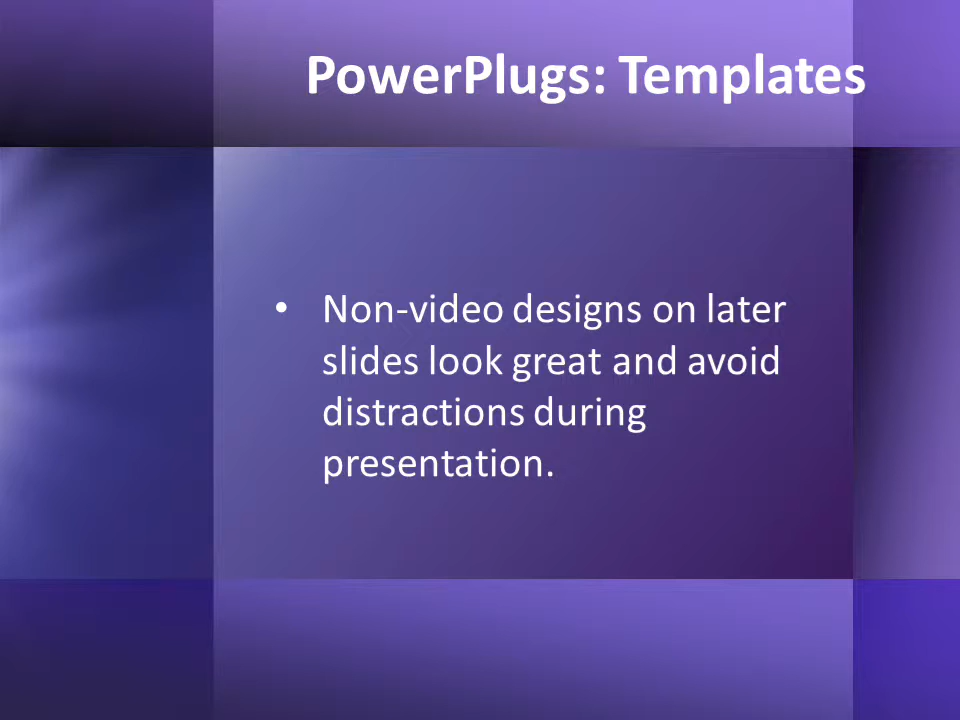 PowerPlugs: Templates
• Non-video designs on later
slides look great and avoid
distractions during
presentation.